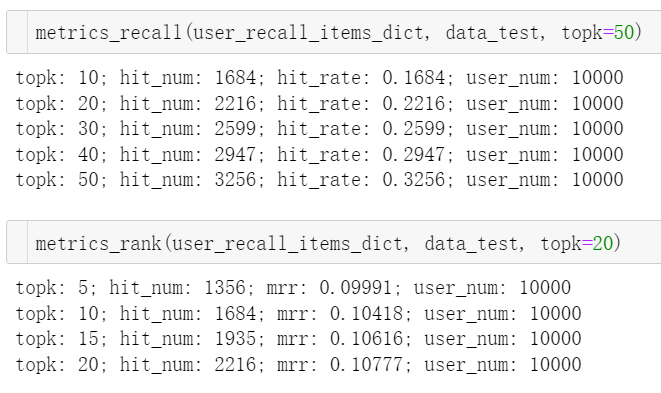 metrics_recall(user_recall_items_dict, data_test, topk=50)
topk: 10; hit_num: 1684; hit_rate: 0.1684; user_num: 10000
topk: 20; hit_num: 2216; hit_rate: 0.2216; user_num: 10000
topk: 30; hit_num: 2599; hit_rate: 0.2599; user_num: 10000
topk: 40; hit_num: 2947; hit_rate: 0.2947; user_num: 10000
topk: 50; hit_num: 3256; hit_rate: 0.3256; user_num: 10000
metrics_rank(user_recall_items_dict, data_test, topk=20)
topk: 5; hit_num: 1356; mrr: 0.09991; user_num: 10000
topk: 10; hit_num: 1684; mrr: 0.10418; user_num: 10000
topk: 15; hit_num: 1935; mrr: 0.10616; user_num: 10000
topk: 20; hit_num: 2216; mrr: 0.10777; user_num: 10000